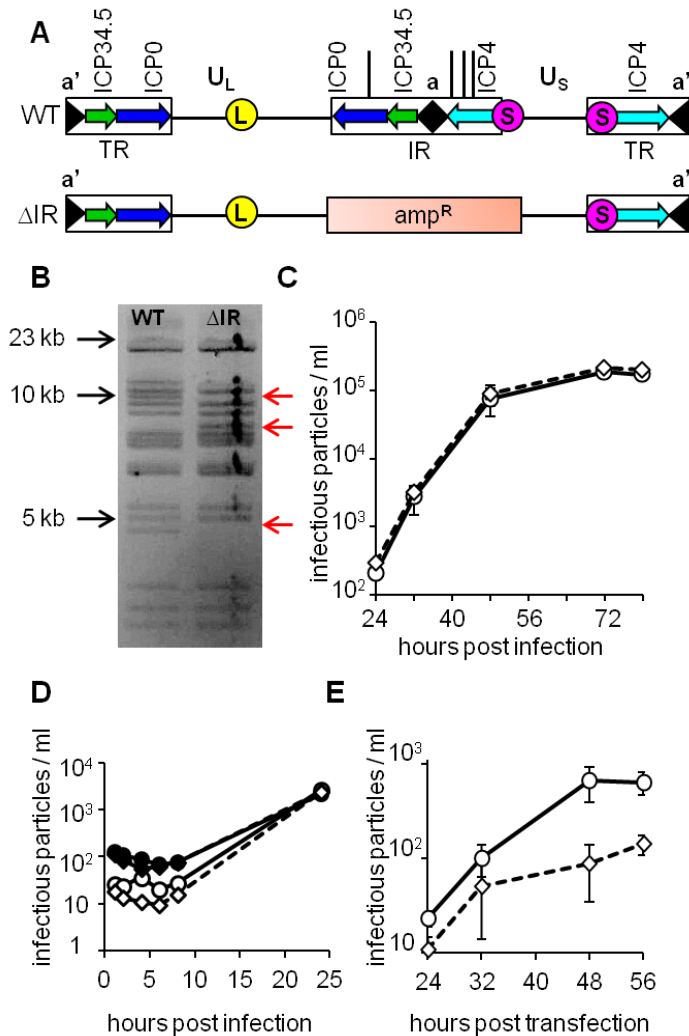 A
ICP34.5 ICP0 ICP0 ICP34.5 ICP4 ICP4
a' U_L a U_S a'
WT L S S
TR IR TR
a' a'
ΔIR L amp^R S
B
WT ΔIR
23 kb
10 kb
5 kb
C
infectious particles / ml
10^6
10^5
10^4
10^3
10^2
24 40 56 72
hours post infection
D
infectious particles / ml
10^4
10^3
10^2
10
1
0 5 10 15 20 25
hours post infection
E
infectious particles / ml
10^3
10^2
10
24 32 40 48 56
hours post transfection